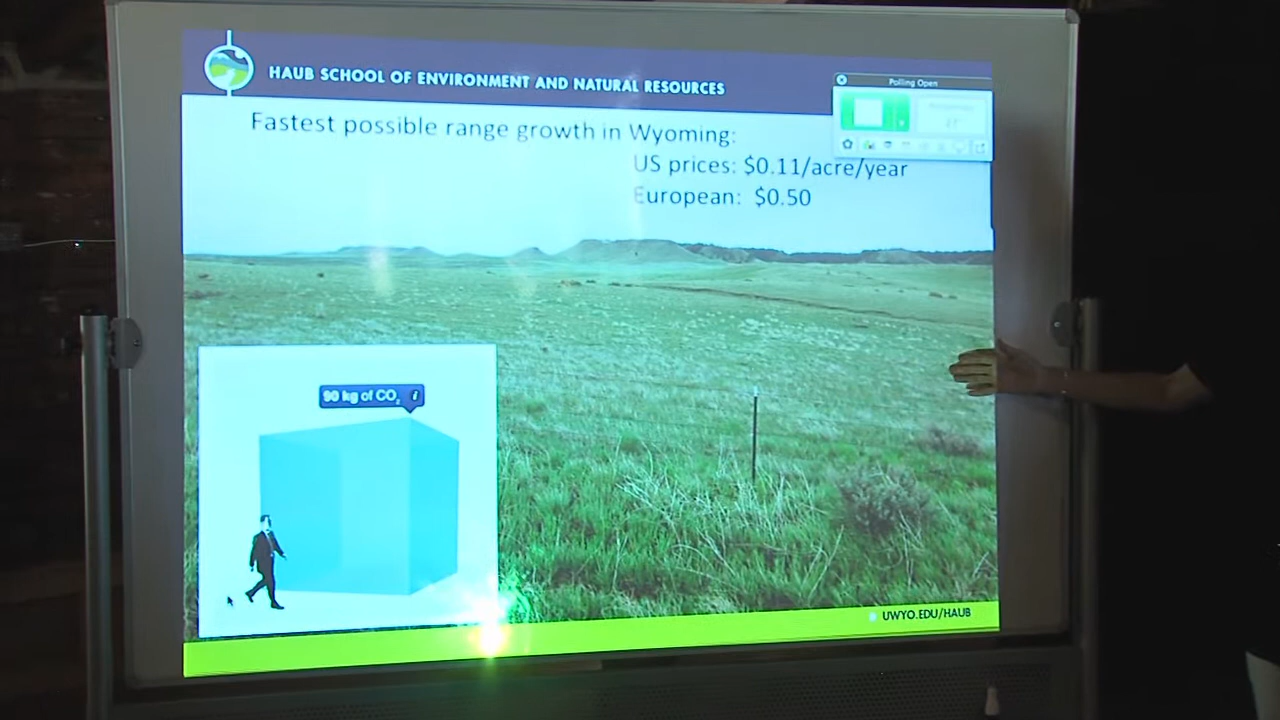 HAUB SCHOOL OF ENVIRONMENT AND NATURAL RESOURCES
Polling Open
Fastest possible range growth in Wyoming:
US prices: $0.11/acre/year
European: $0.50
90 kg of CO2 i
UWYO.EDU/HAUB